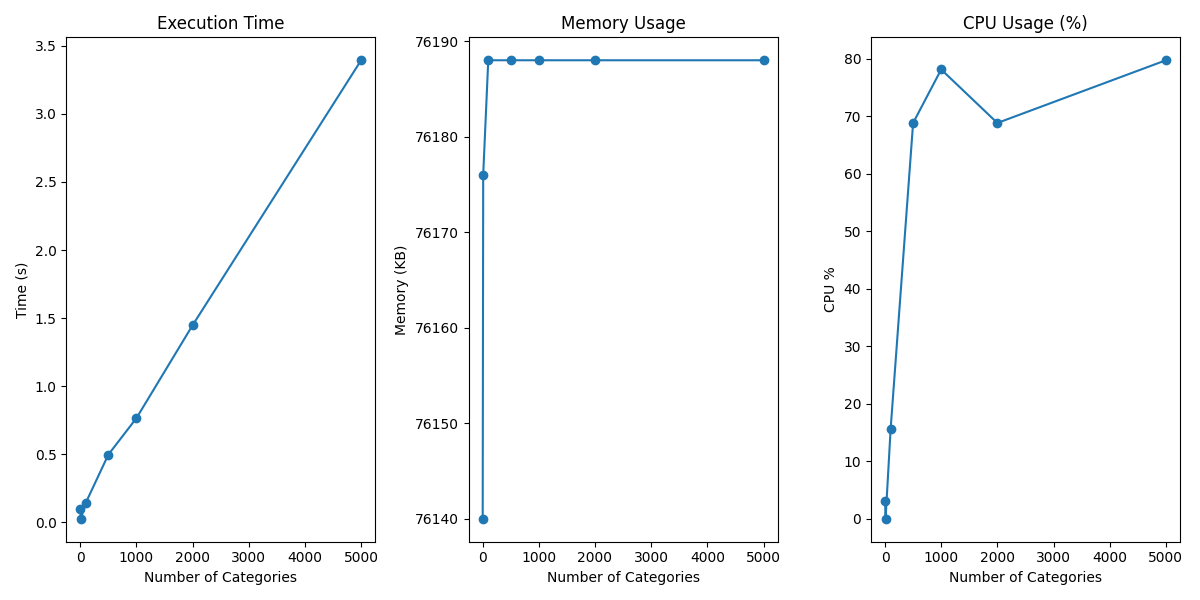 Execution Time
Time (s)
3.5
3.0
2.5
2.0
1.5
1.0
0.5
0.0
0 1000 2000 3000 4000 5000
Number of Categories
Memory Usage
Memory (KB)
76190
76180
76170
76160
76150
76140
0 1000 2000 3000 4000 5000
Number of Categories
CPU Usage (%)
CPU %
80
70
60
50
40
30
20
10
0
0 1000 2000 3000 4000 5000
Number of Categories